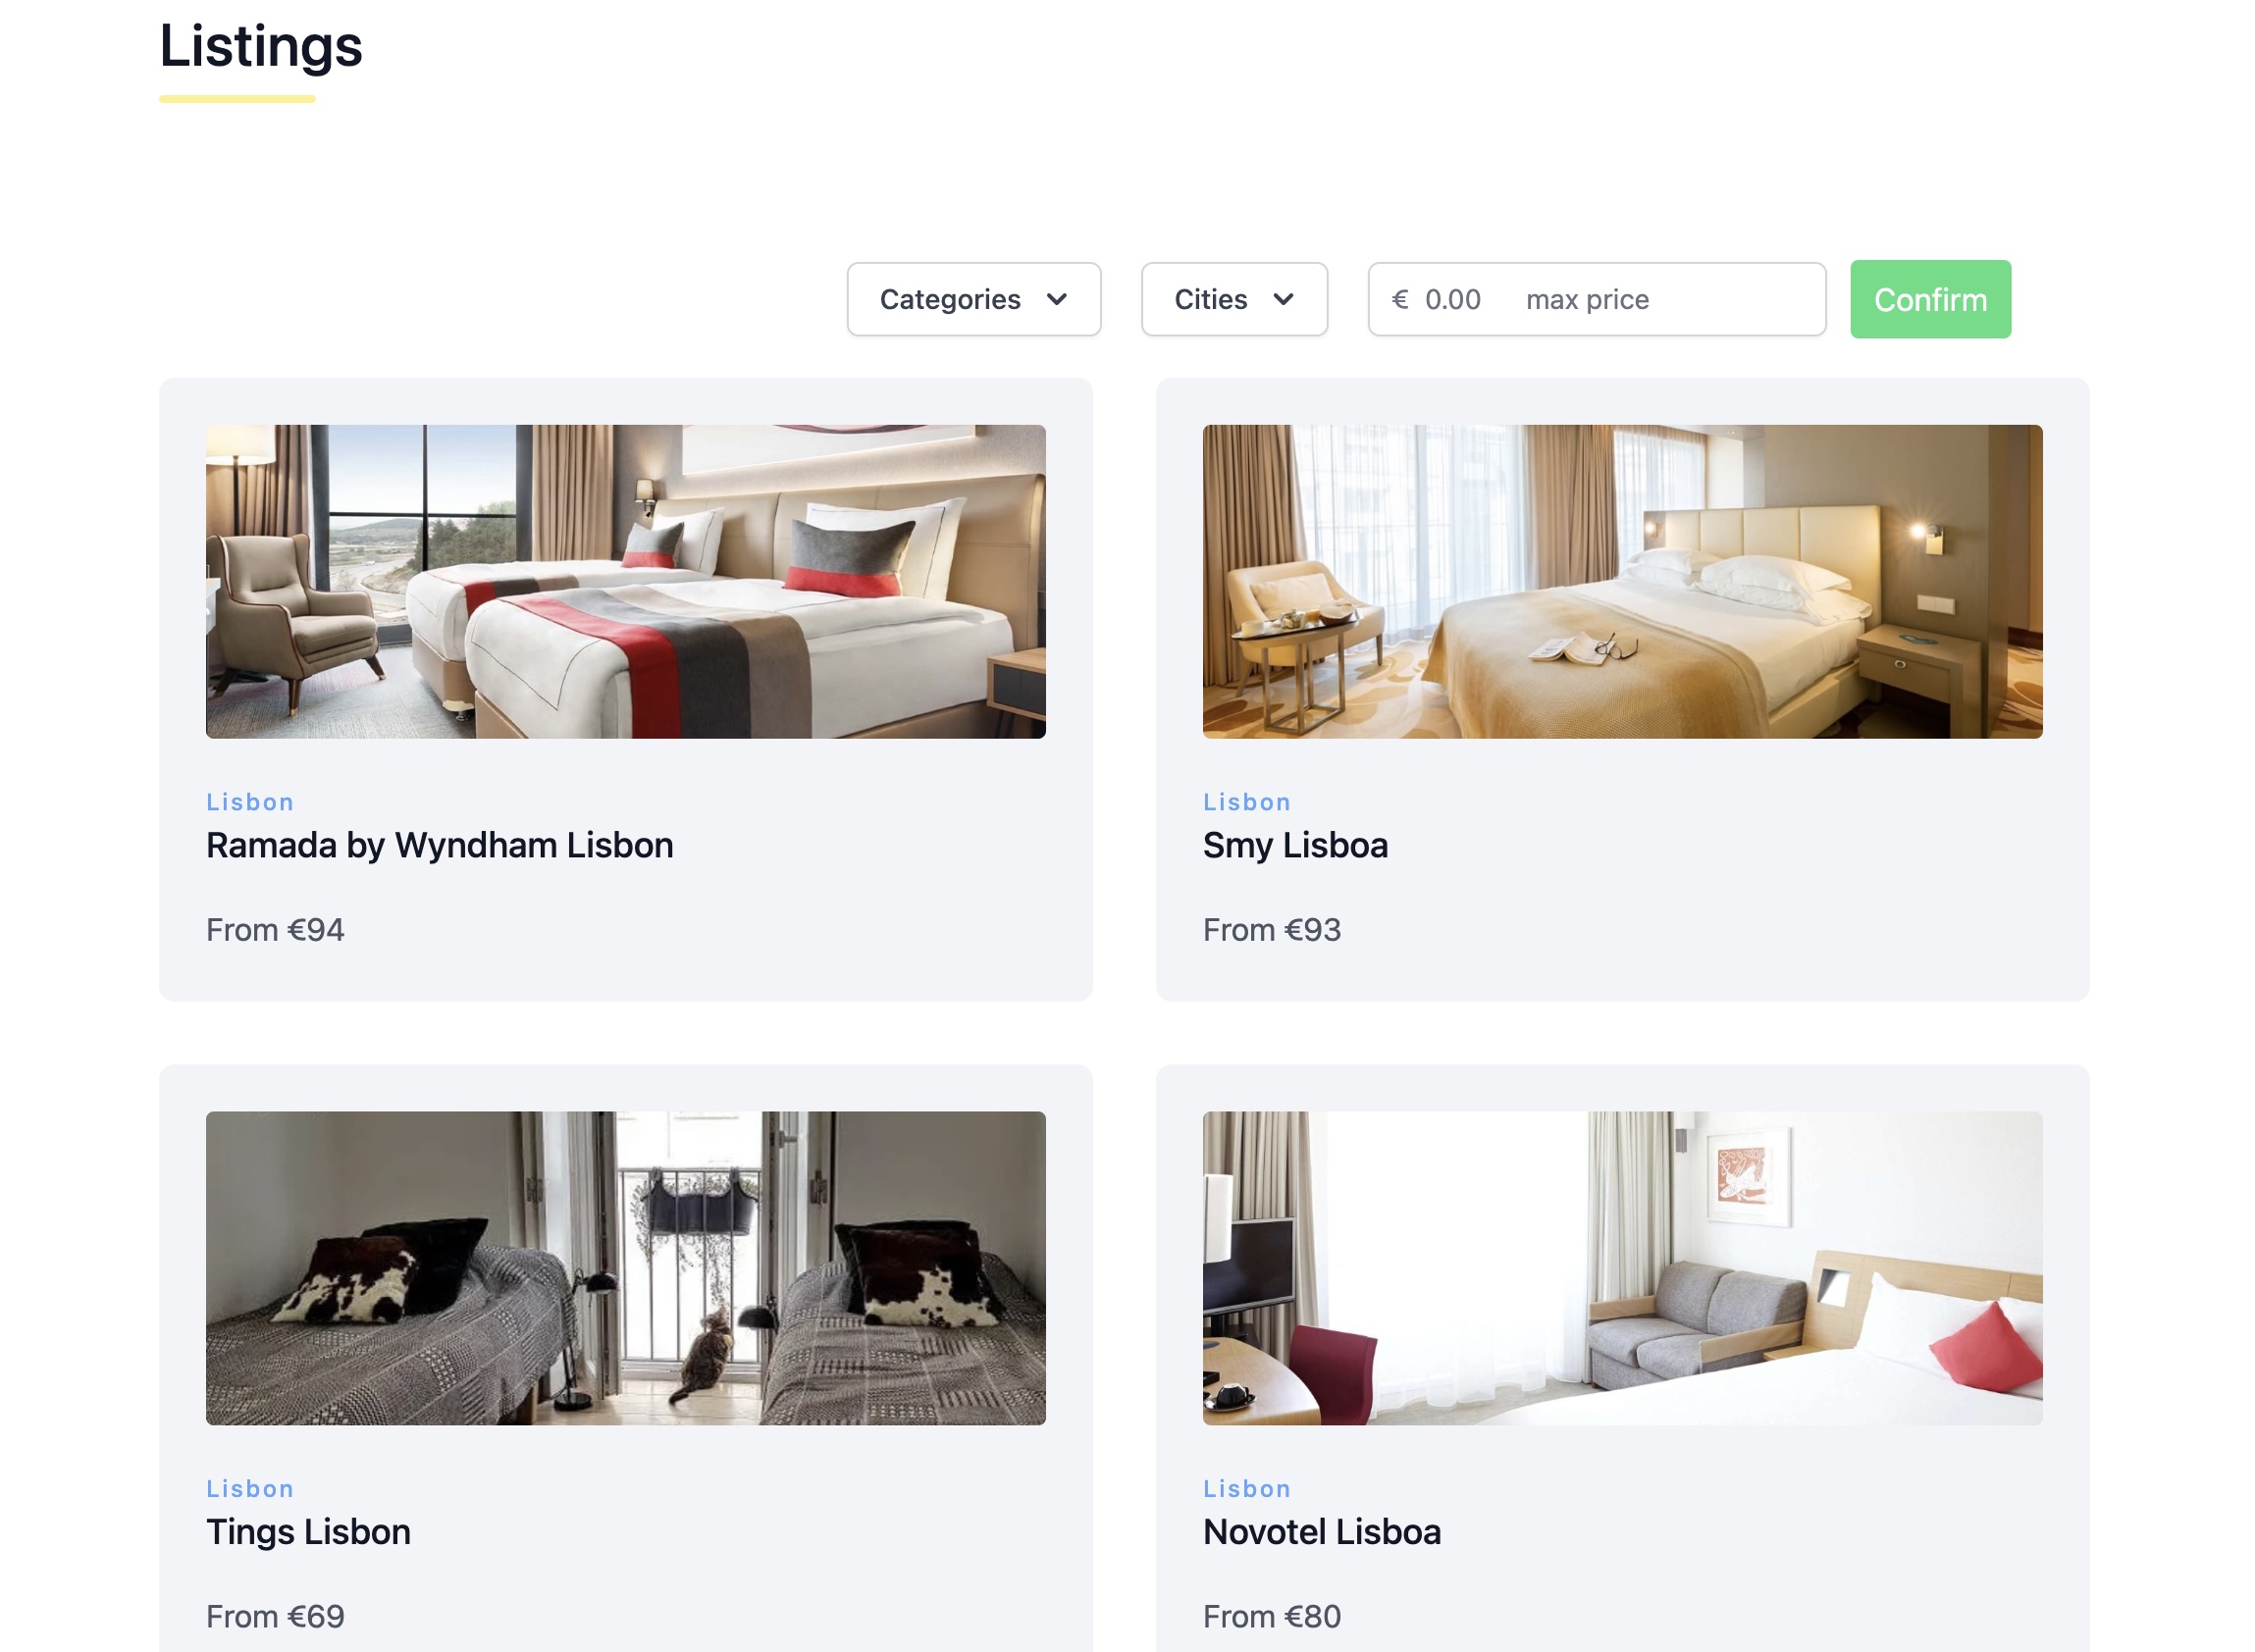 Listings
Categories
Cities
€ 0.00 max price
Confirm
Lisbon
Ramada by Wyndham Lisbon
From €94
Lisbon
Smy Lisboa
From €93
Lisbon
Tings Lisbon
From €69
Lisbon
Novotel Lisboa
From €80